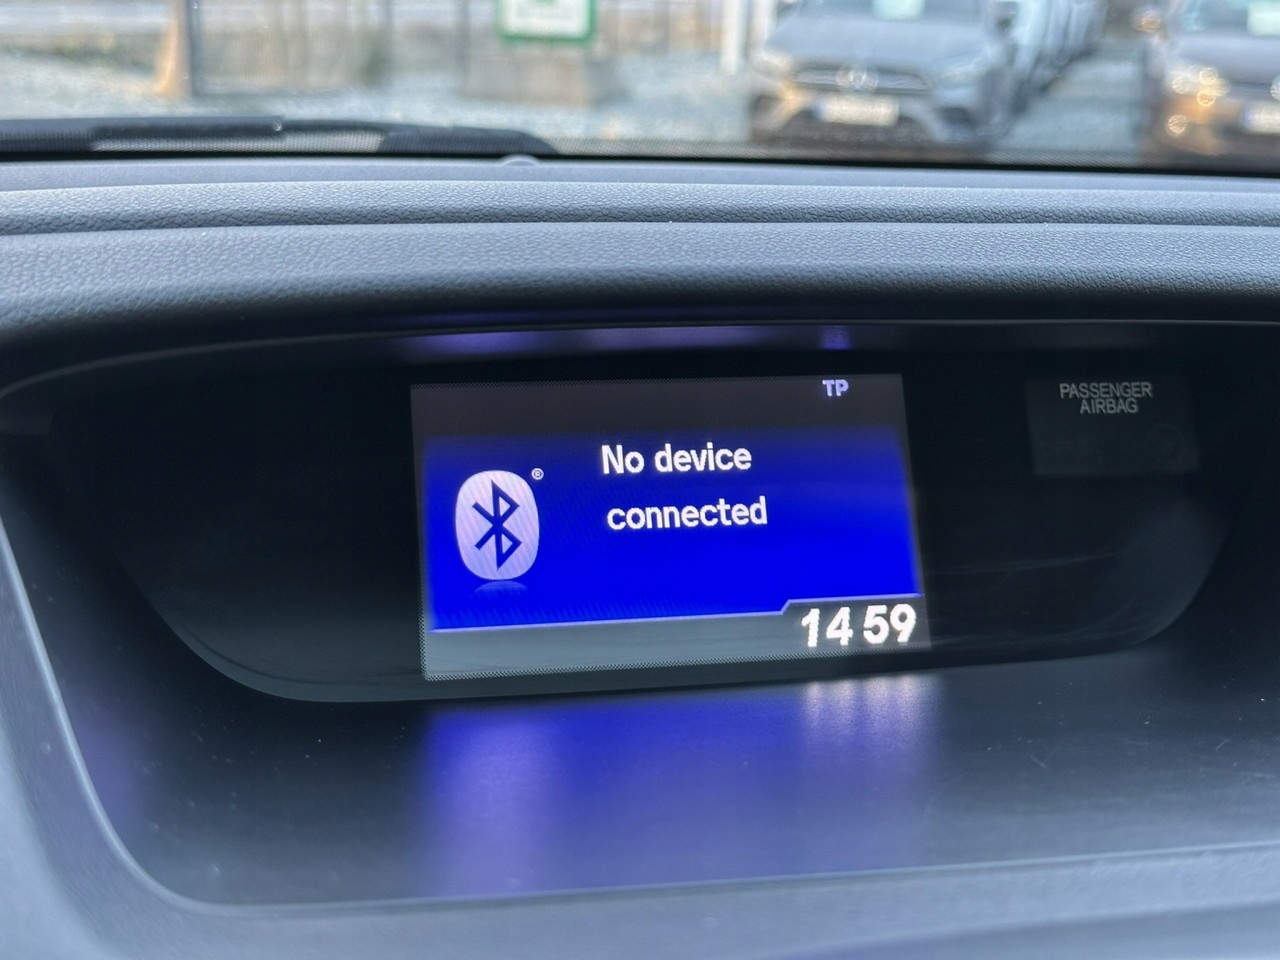 TP
No device
connected
®
14 59
PASSENGER
AIRBAG